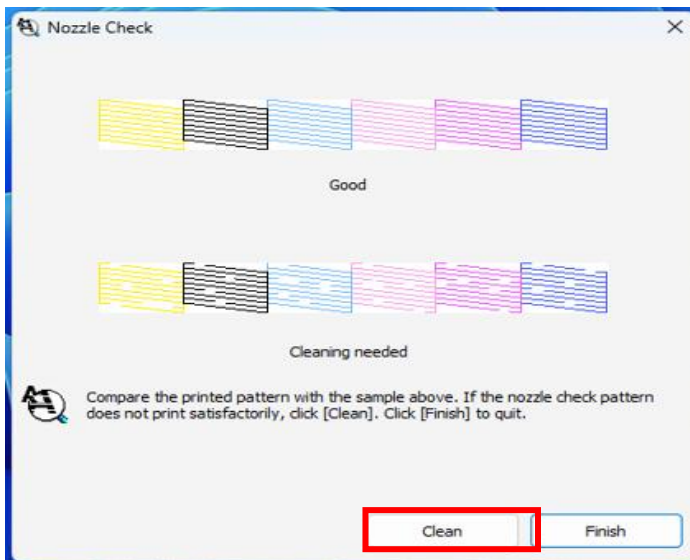 Nozzle Check
Good
Cleaning needed
Compare the printed pattern with the sample above. If the nozzle check pattern
does not print satisfactorily, click [Clean]. Click [Finish] to quit.
Clean
Finish